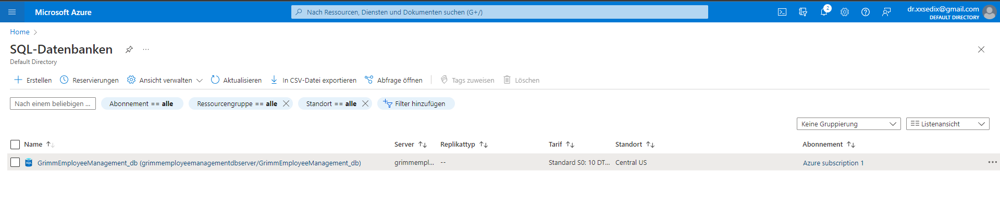 Microsoft Azure
Nach Ressourcen, Diensten und Dokumenten suchen (G+/)
2
dr.xxsedix@gmail.com
DEFAULT DIRECTORY
Home
SQL-Datenbanken
...
Default Directory
Erstellen Reservierungen Ansicht verwalten Aktualisieren In CSV-Datei exportieren Abfrage öffnen Tags zuweisen Löschen
Nach einem beliebigen ... Abonnement == alle Ressourcengruppe == alle Standort == alle Filter hinzufügen
Keine Gruppierung Listenansicht
Name Server Replikattyp Tarif Standort Abonnement
SQL GrimmEmployeeManagement_db (grimmemployeemanagementdbserver/GrimmEmployeeManagement_db) grimmempl... -- Standard S0: 10 DT... Central US Azure subscription 1 ...